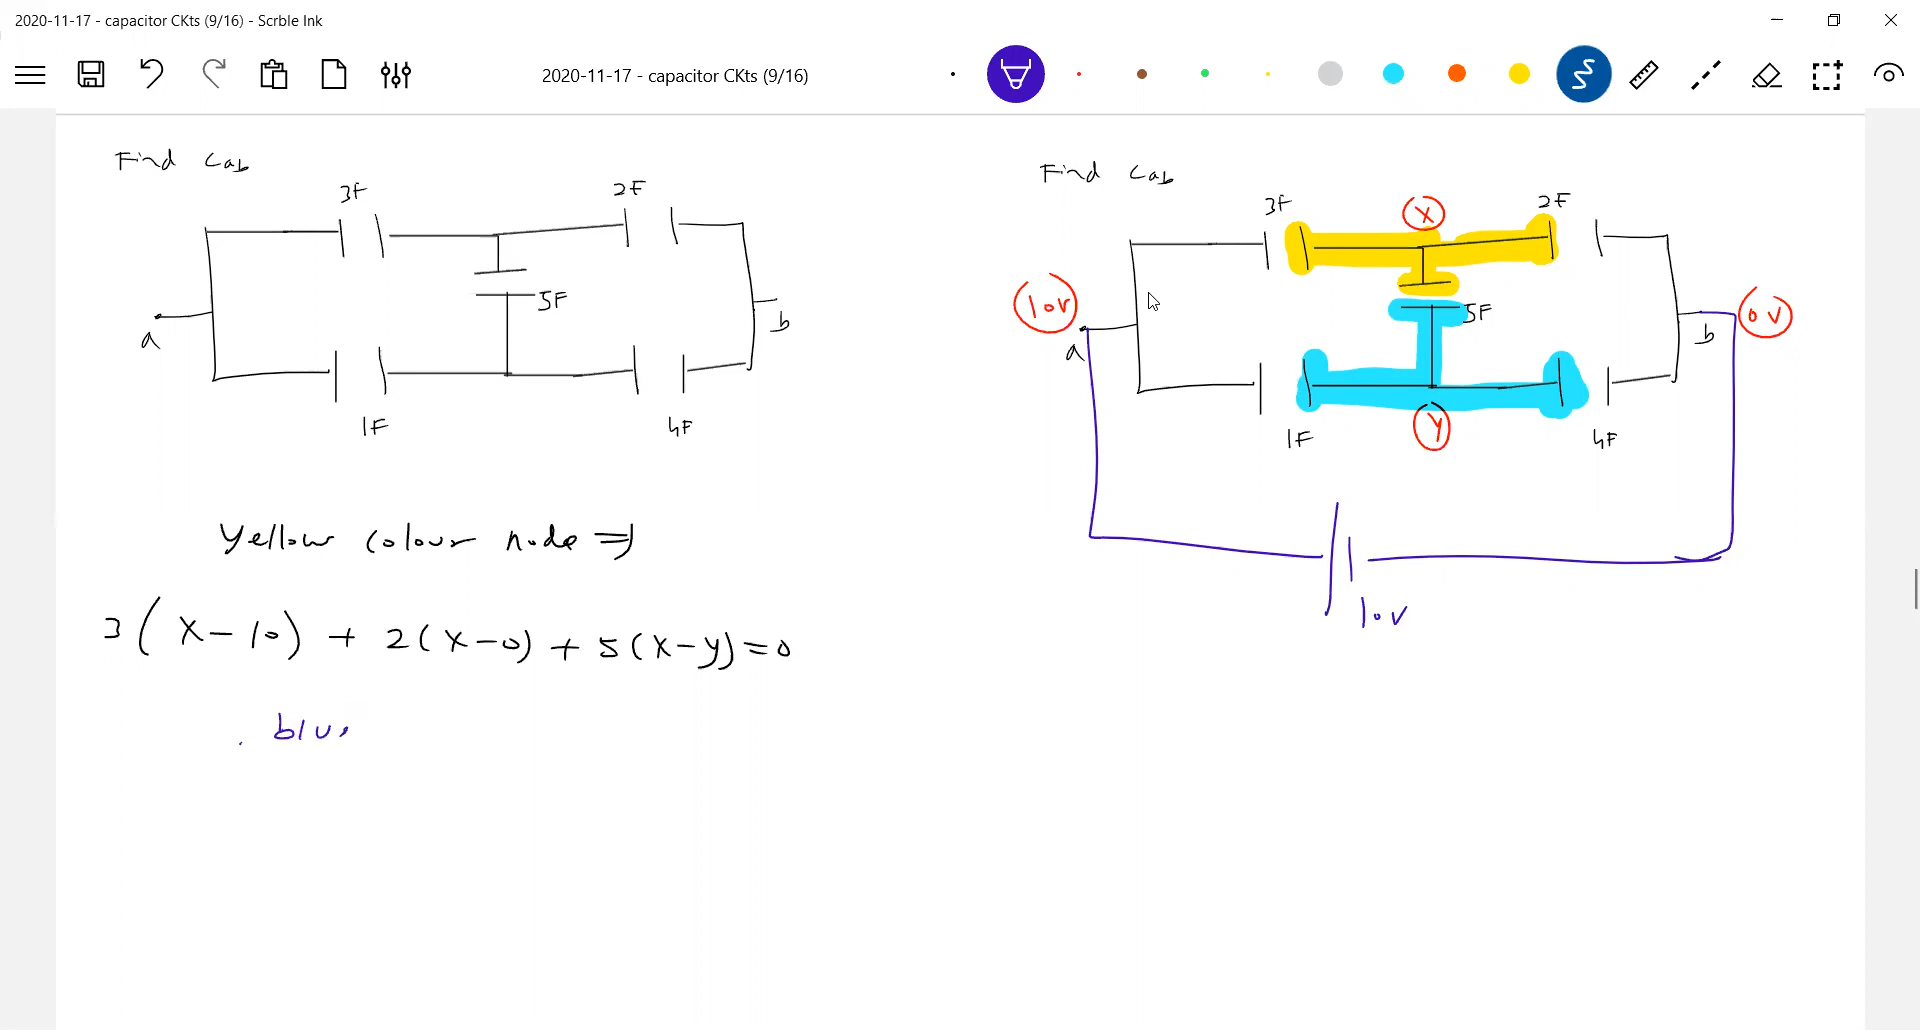 2020-11-17 - capacitor CKts (9/16) - Scrble Ink
2020-11-17 - capacitor CKts (9/16)
Find Cab
3F
2F
5F
a
b
1F
4F
Find Cab
3F
X
2F
10V
5F
0V
a
b
y
1F
4F
10V
Yellow colour node ⇒
3(x-10) + 2(x-0) + 5(x-y)=0
blue